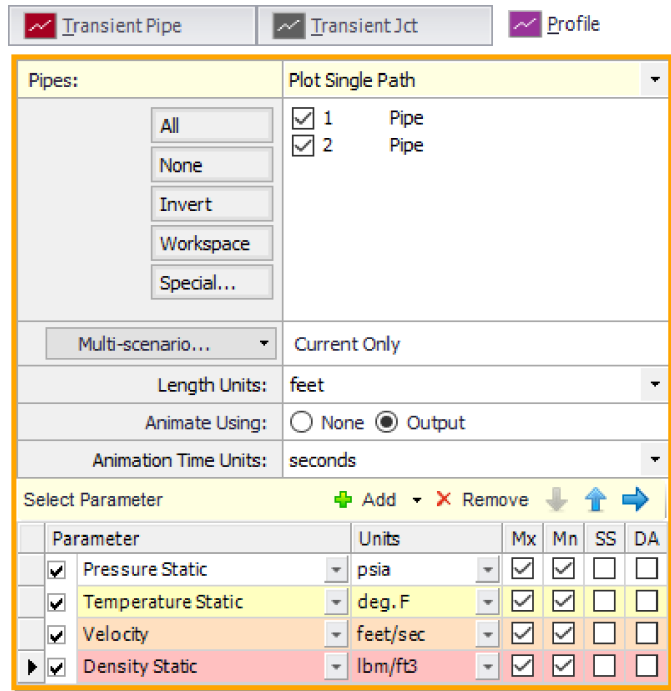 Transient Pipe Transient Jct Profile
Pipes: Plot Single Path
All
None
Invert
Workspace
Special...
1 Pipe
2 Pipe
Multi-scenario... Current Only
Length Units: feet
Animate Using: None Output
Animation Time Units: seconds
Select Parameter Add Remove
Parameter Units Mx Mn SS DA
Pressure Static psia
Temperature Static deg. F
Velocity feet/sec
Density Static lbm/ft3